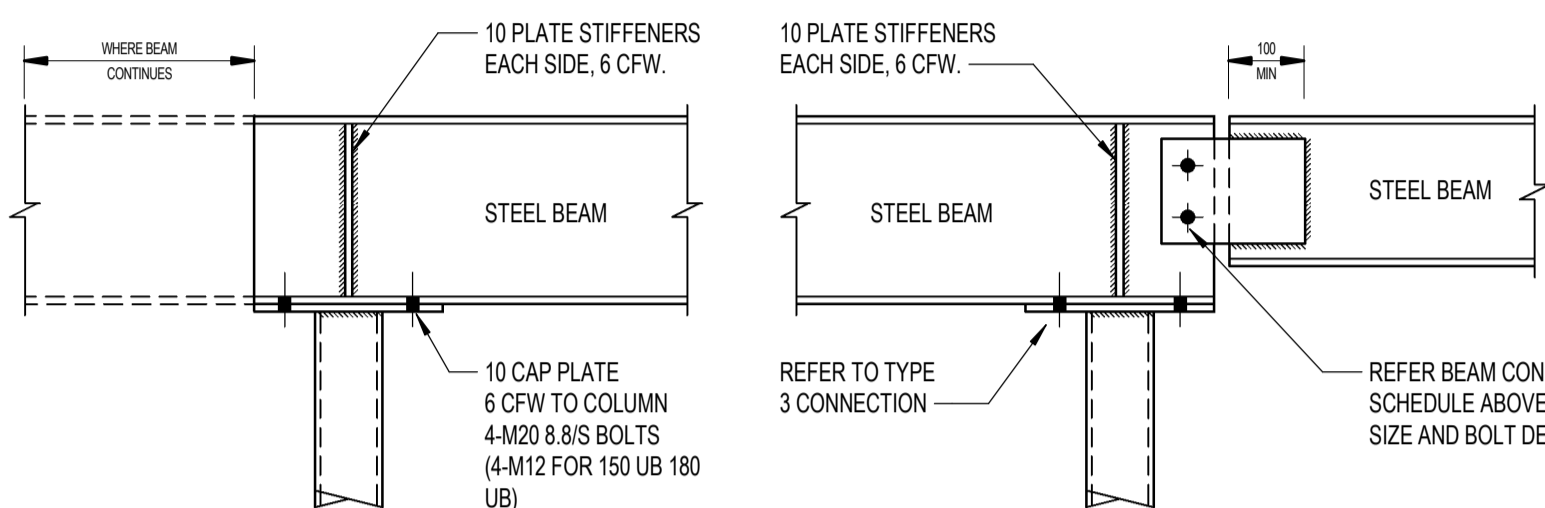 WHERE BEAM
CONTINUES
10 PLATE STIFFENERS
EACH SIDE, 6 CFW.
STEEL BEAM
10 CAP PLATE
6 CFW TO COLUMN
4-M20 8.8/S BOLTS
(4-M12 FOR 150 UB 180
UB)
10 PLATE STIFFENERS
EACH SIDE, 6 CFW.
100
MIN
STEEL BEAM
STEEL BEAM
REFER TO TYPE
3 CONNECTION
REFER BEAM CON
SCHEDULE ABOVE
SIZE AND BOLT DE